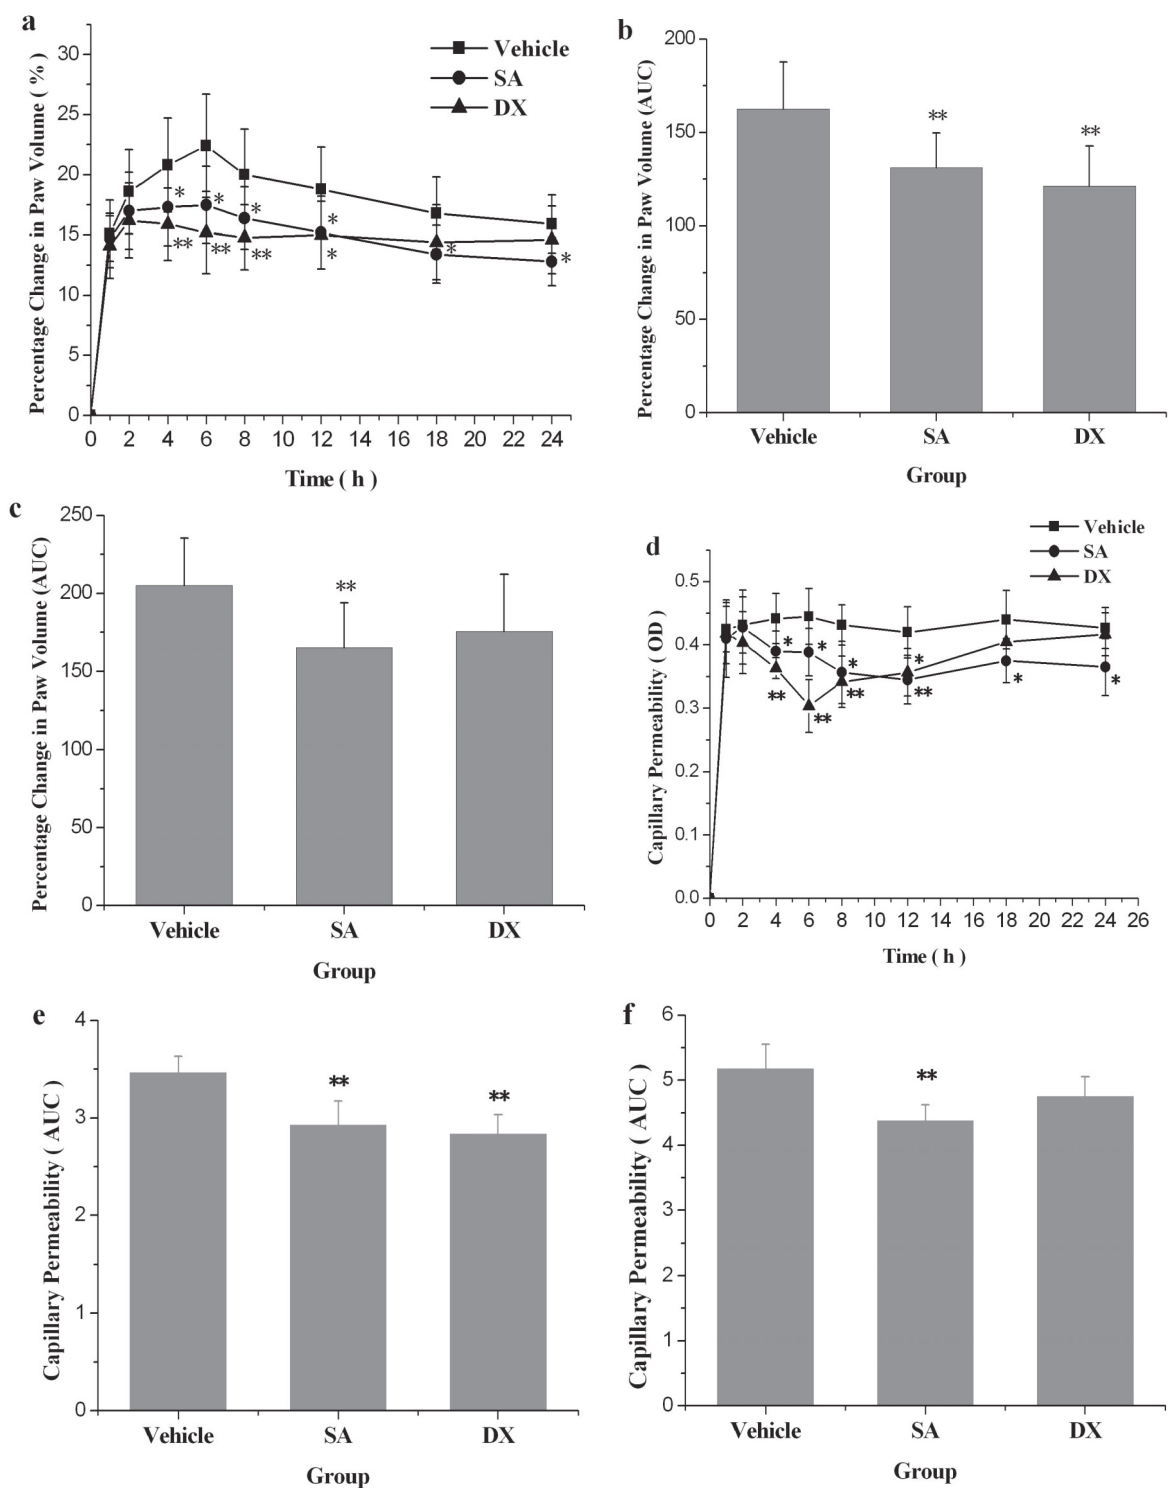 a
Percentage Change in Paw Volume ( % )
30
25
20
15
10
5
0
Vehicle
SA
DX
* * * * * *
** ** ** *
0 2 4 6 8 10 12 14 16 18 20 22 24
Time ( h )
b
Percentage Change in Paw Volume (AUC)
200
150
100
50
0
** **
Vehicle SA DX
Group
c
Percentage Change in Paw Volume (AUC)
250
200
150
100
50
0
**
Vehicle SA DX
Group
d
Capillary Permeability ( OD )
0.5
0.4
0.3
0.2
0.1
0.0
Vehicle
SA
DX
* * * * * *
** ** ** **
0 2 4 6 8 10 12 14 16 18 20 22 24 26
Time ( h )
e
Capillary Permeability ( AUC )
4
3
2
1
0
** **
Vehicle SA DX
Group
f
Capillary Permeability ( AUC )
6
5
4
3
2
1
0
**
Vehicle SA DX
Group